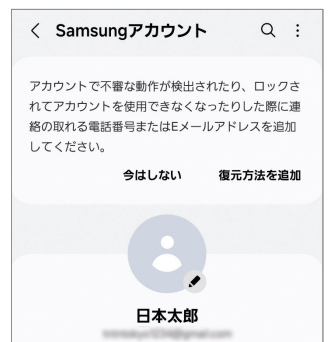 Samsungアカウント
アカウントで不審な動作が検出されたり、ロックさ
れてアカウントを使用できなくなったりした際に連
絡の取れる電話番号またはEメールアドレスを追加
してください。
今はしない 復元方法を追加
日本太郎